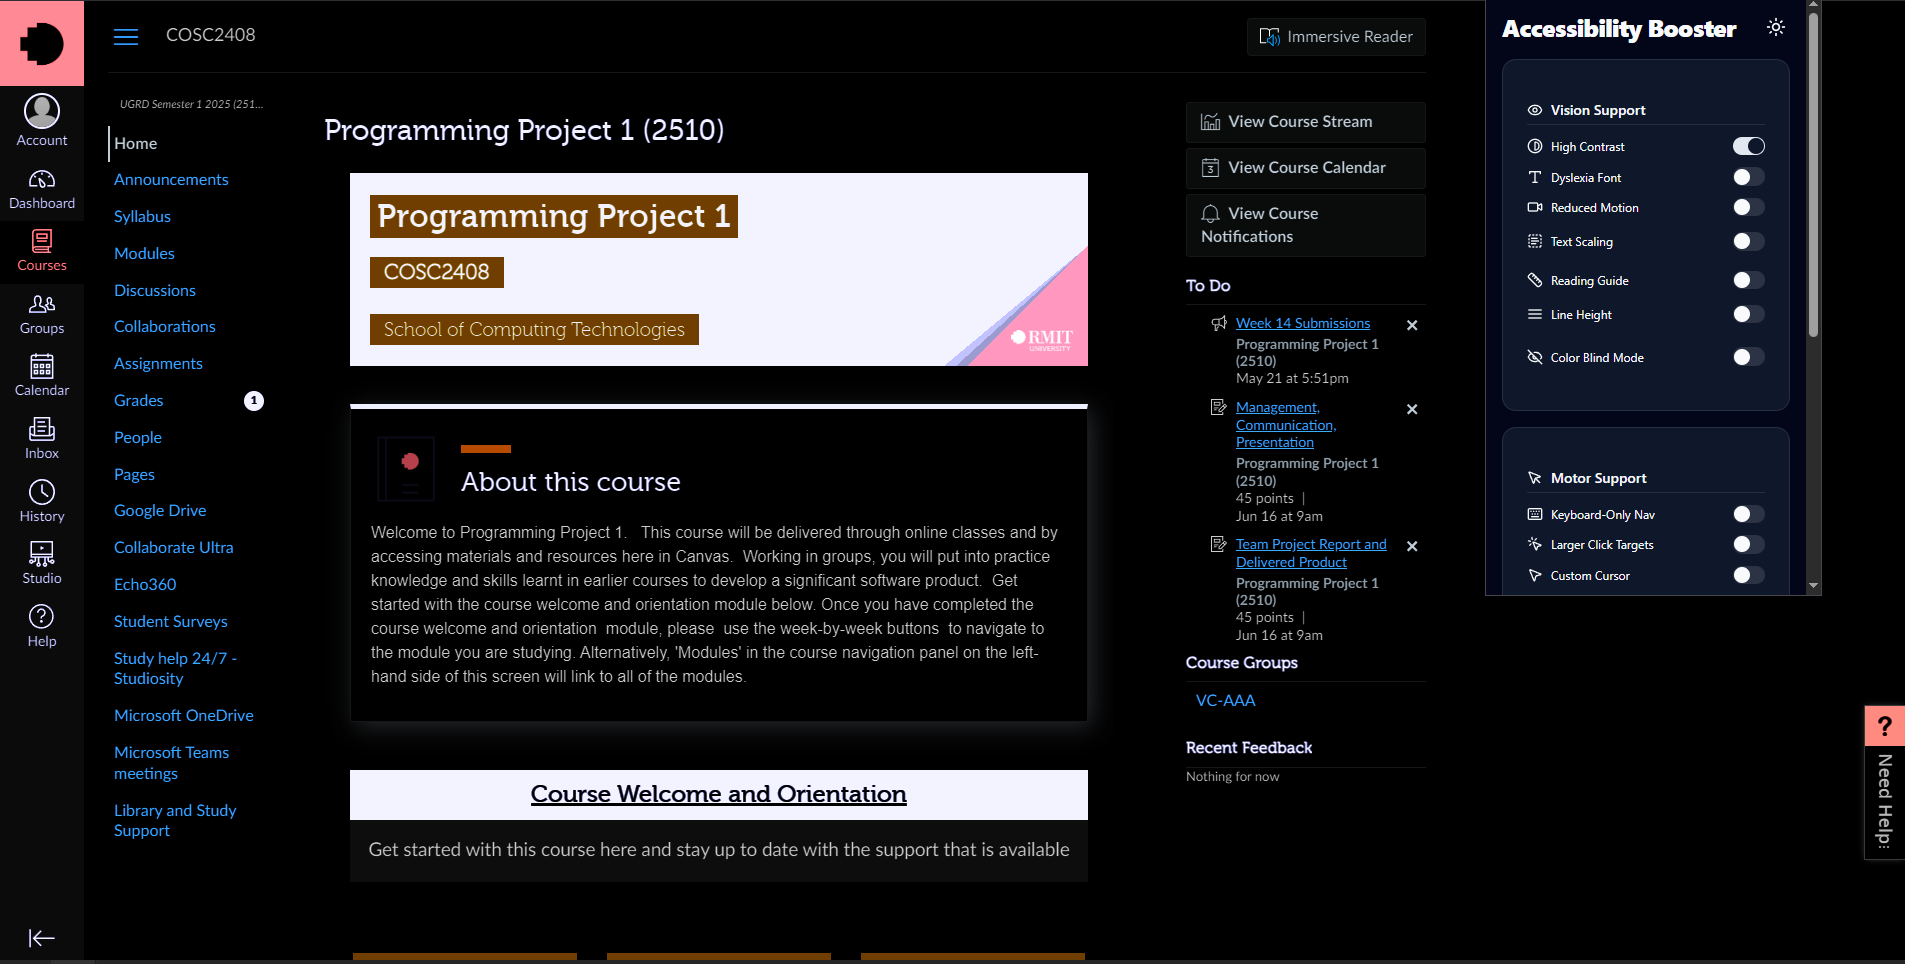 COSC2408
Immersive Reader
Account
Dashboard
Courses
Groups
Calendar
Inbox
History
Studio
Help
UGRD Semester 1 2025 (251...
Home
Announcements
Syllabus
Modules
Discussions
Collaborations
Assignments
Grades
1
People
Pages
Google Drive
Collaborate Ultra
Echo360
Student Surveys
Study help 24/7 -
Studiosity
Microsoft OneDrive
Microsoft Teams
meetings
Library and Study
Support
Programming Project 1 (2510)
Programming Project 1
COSC2408
School of Computing Technologies
RMIT
UNIVERSITY
About this course
Welcome to Programming Project 1.   This course will be delivered through online classes and by
accessing materials and resources here in Canvas.  Working in groups, you will put into practice
knowledge and skills learnt in earlier courses to develop a significant software product.  Get
started with the course welcome and orientation module below. Once you have completed the
course welcome and orientation  module, please  use the week-by-week buttons  to navigate to
the module you are studying. Alternatively, 'Modules' in the course navigation panel on the left-
hand side of this screen will link to all of the modules.
Course Welcome and Orientation
Get started with this course here and stay up to date with the support that is available
View Course Stream
3
View Course Calendar
View Course
Notifications
To Do
Week 14 Submissions
Programming Project 1
(2510)
May 21 at 5:51pm
Management,
Communication,
Presentation
Programming Project 1
(2510)
45 points |
Jun 16 at 9am
Team Project Report and
Delivered Product
Programming Project 1
(2510)
45 points |
Jun 16 at 9am
Course Groups
VC-AAA
Recent Feedback
Nothing for now
Accessibility Booster
Vision Support
High Contrast
Dyslexia Font
Reduced Motion
Text Scaling
Reading Guide
Line Height
Color Blind Mode
Motor Support
Keyboard-Only Nav
Larger Click Targets
Custom Cursor
?
Need Help?